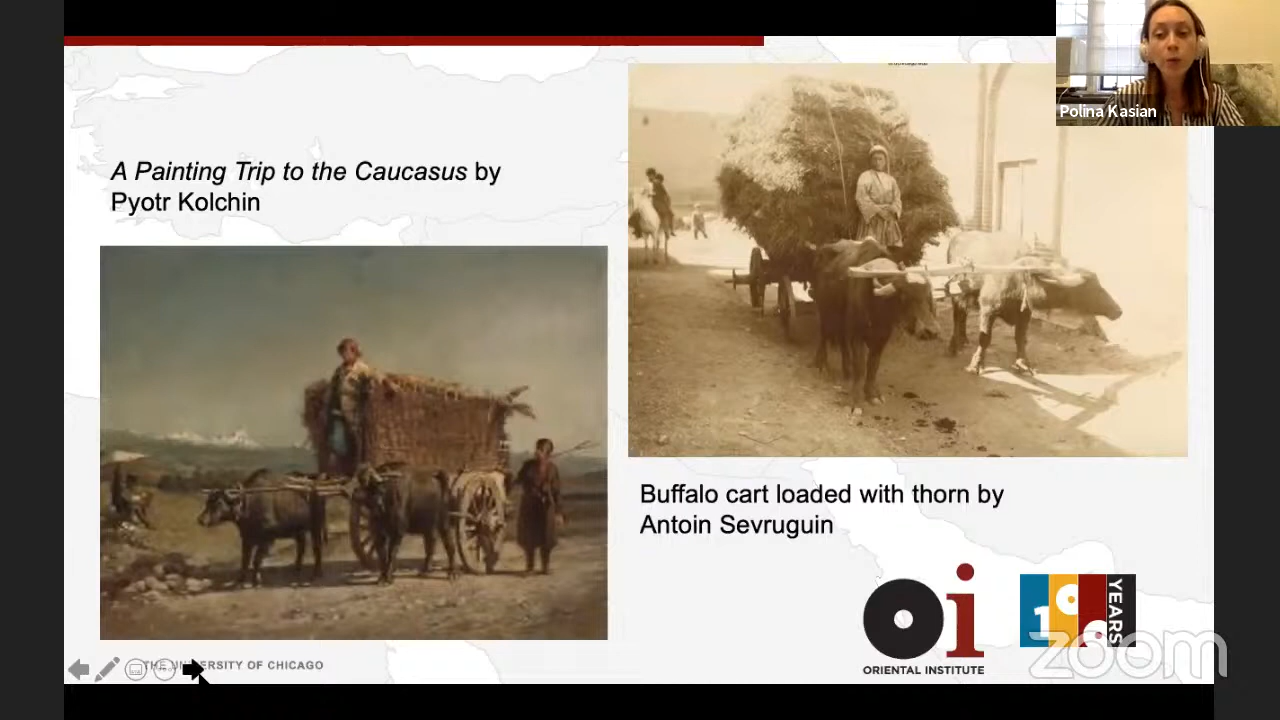 Polina Kasian
A Painting Trip to the Caucasus by
Pyotr Kolchin
Buffalo cart loaded with thorn by
Antoin Sevruguin
oi
ORIENTAL INSTITUTE
100
YEARS
zoom
THE UNIVERSITY OF CHICAGO